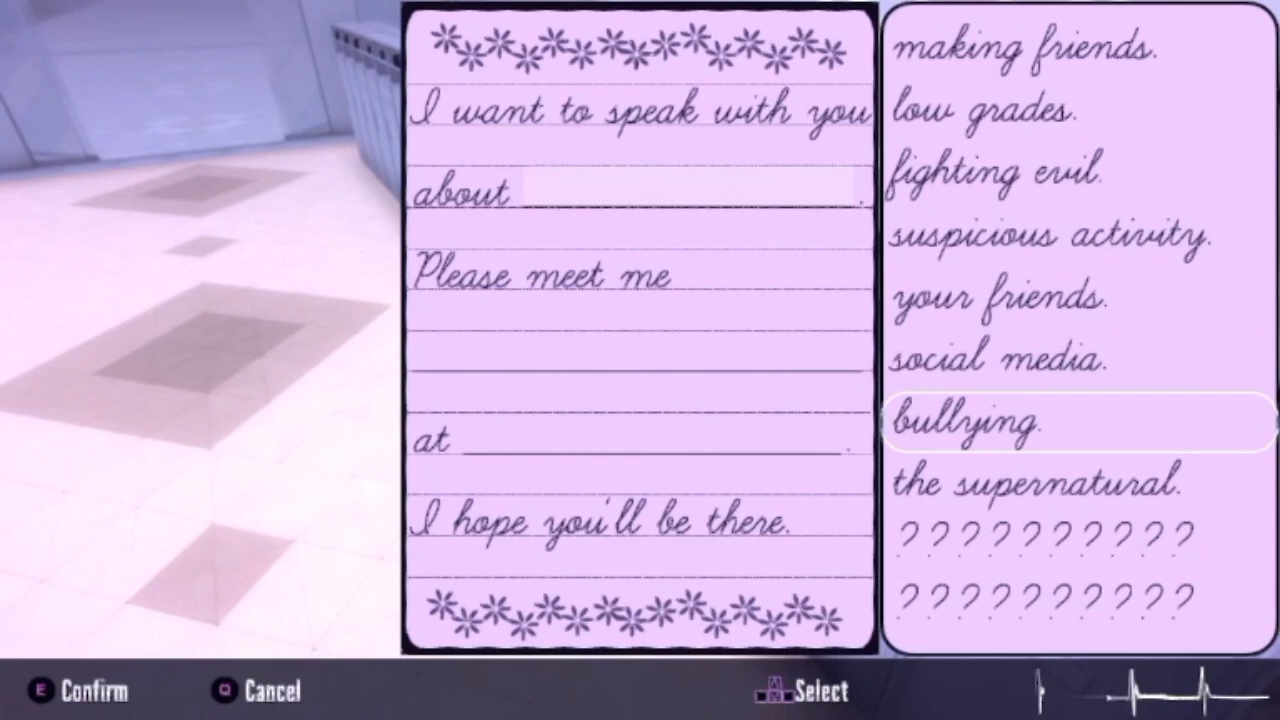 I want to speak with you
about .
Please meet me
at .
I hope you'll be there.
making friends.
low grades.
fighting evil.
suspicious activity.
your friends.
social media.
bullying.
the supernatural.
??????????
??????????
E Confirm
Q Cancel
Select